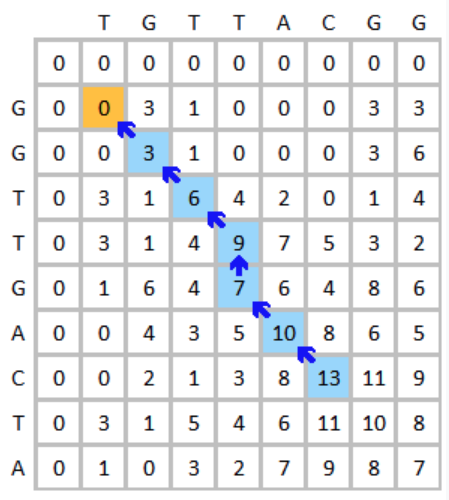 T G T T A C G G
0 0 0 0 0 0 0 0 0
G 0 0 3 1 0 0 0 3 3
G 0 0 3 1 0 0 0 3 6
T 0 3 1 6 4 2 0 1 4
T 0 3 1 4 9 7 5 3 2
G 0 1 6 4 7 6 4 8 6
A 0 0 4 3 5 10 8 6 5
C 0 0 2 1 3 8 13 11 9
T 0 3 1 5 4 6 11 10 8
A 0 1 0 3 2 7 9 8 7